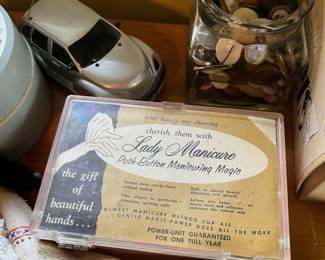 your hands are showing...
cherish them with
Lady Manicure
Push-Button Manicuring Magic
the gift
of
beautiful
hands...
NEWEST MANICURE METHOD FOR ALL
GENTLE MAGIC-POWER DOES ALL THE WORK
POWER-UNIT GUARANTEED
FOR ONE FULL YEAR